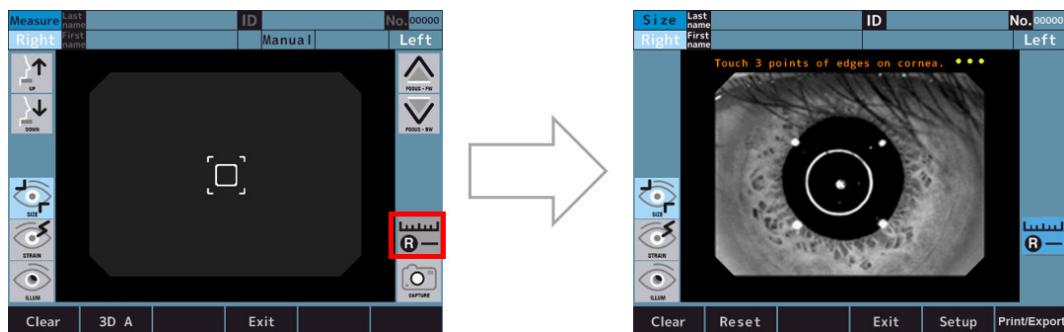 Measure Last name ID No. 00000
Right First name Manual Left
UP
DOWN
SIZE
STRAIN
ILLUM
FOCUS - FW
FOCUS - BW
R
CAPTURE
Clear 3D A Exit
Size Last name ID No. 00000
Right First name Left
Touch 3 points of edges on cornea.
SIZE
STRAIN
ILLUM
R
Clear Reset Exit Setup Print/Export